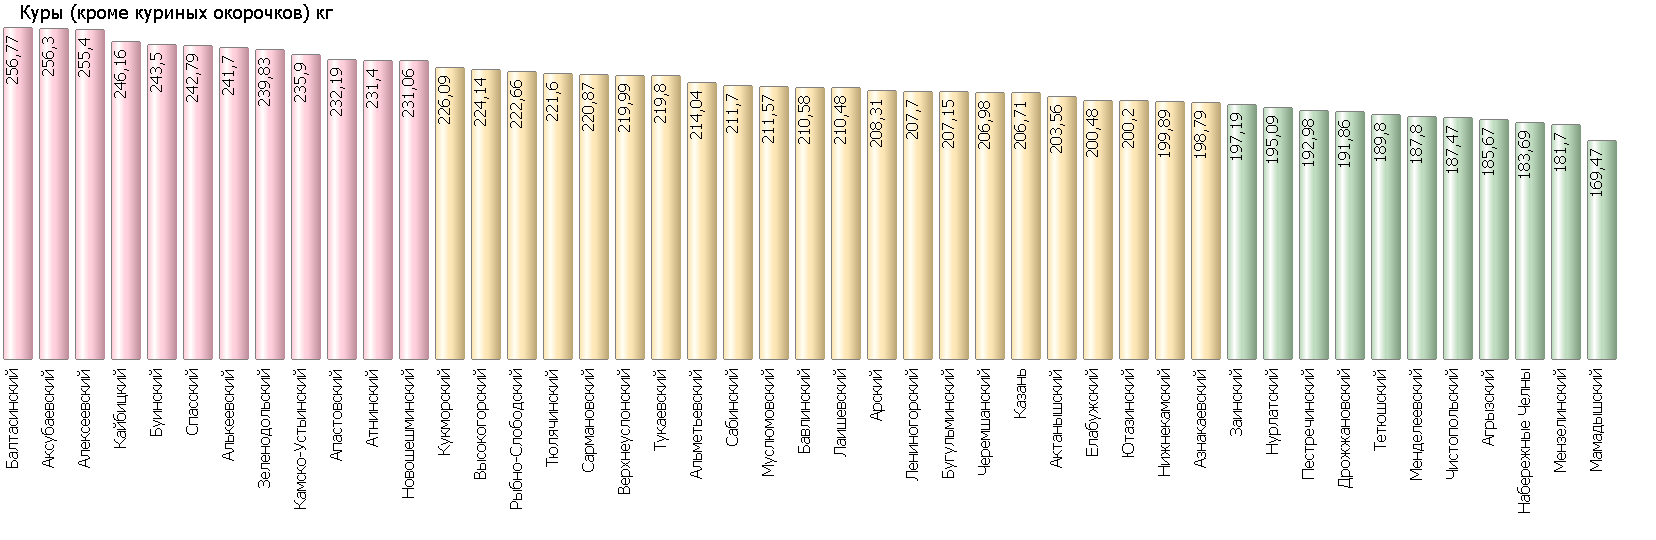 Куры (кроме куриных окорочков) кг
256,77
256,3
255,4
246,16
243,5
242,79
241,7
239,83
235,9
232,19
231,4
231,06
226,09
224,14
222,66
221,6
220,87
219,99
219,8
214,04
211,7
211,57
210,58
210,48
208,31
207,7
207,15
206,98
206,71
203,56
200,48
200,2
199,89
198,79
197,19
195,09
192,98
191,86
189,8
187,8
187,47
185,67
183,69
181,7
169,47
Балтасинский
Аксубаевский
Алексеевский
Кайбицкий
Буинский
Спасский
Алькеевский
Зеленодольский
Камско-Устьинский
Апастовский
Атнинский
Новошешминский
Кукморский
Высокогорский
Рыбно-Слободский
Тюлячинский
Сармановский
Верхнеуслонский
Тукаевский
Альметьевский
Сабинский
Муслюмовский
Бавлинский
Лаишевский
Арский
Лениногорский
Бугульминский
Черемшанский
Казань
Актанышский
Елабужский
Ютазинский
Нижнекамский
Азнакаевский
Заинский
Нурлатский
Пестречинский
Дрожжановский
Тетюшский
Менделеевский
Чистопольский
Агрызский
Набережные Челны
Мензелинский
Мамадышский